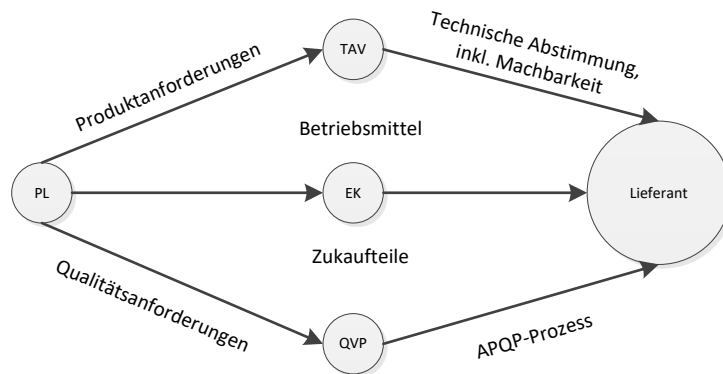 TAV
Technische Abstimmung,
inkl. Machbarkeit
Produktanforderungen
Betriebsmittel
PL
EK
Lieferant
Zukaufteile
Qualitätsanforderungen
QVP
APQP-Prozess